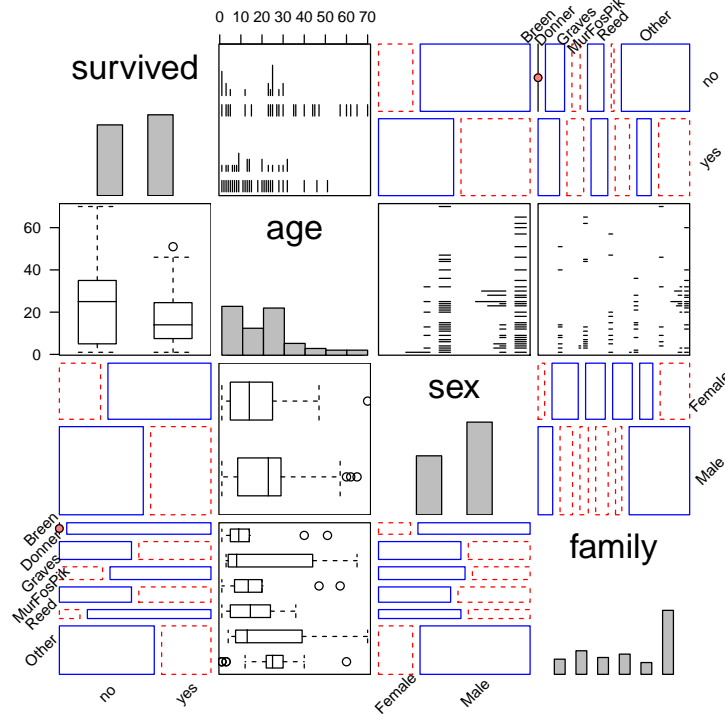 0 10 20 30 40 50 60 70
Breen
Donner
Graves
MurFosPik
Reed
Other
survived
no
yes
60
40
20
0
age
sex
Female
Male
Breen
Donner
Graves
MurFosPik
Reed
Other
family
no
yes
Female
Male